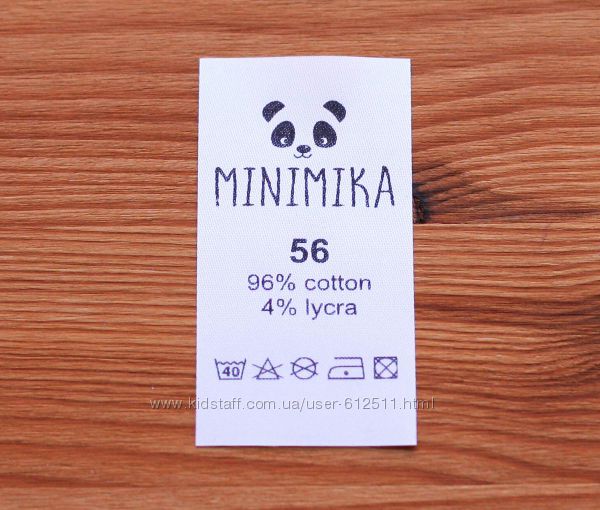 MINIMIKA
56
96% cotton
4% lycra
40
www.kidstaff.com.ua/user-612511.html